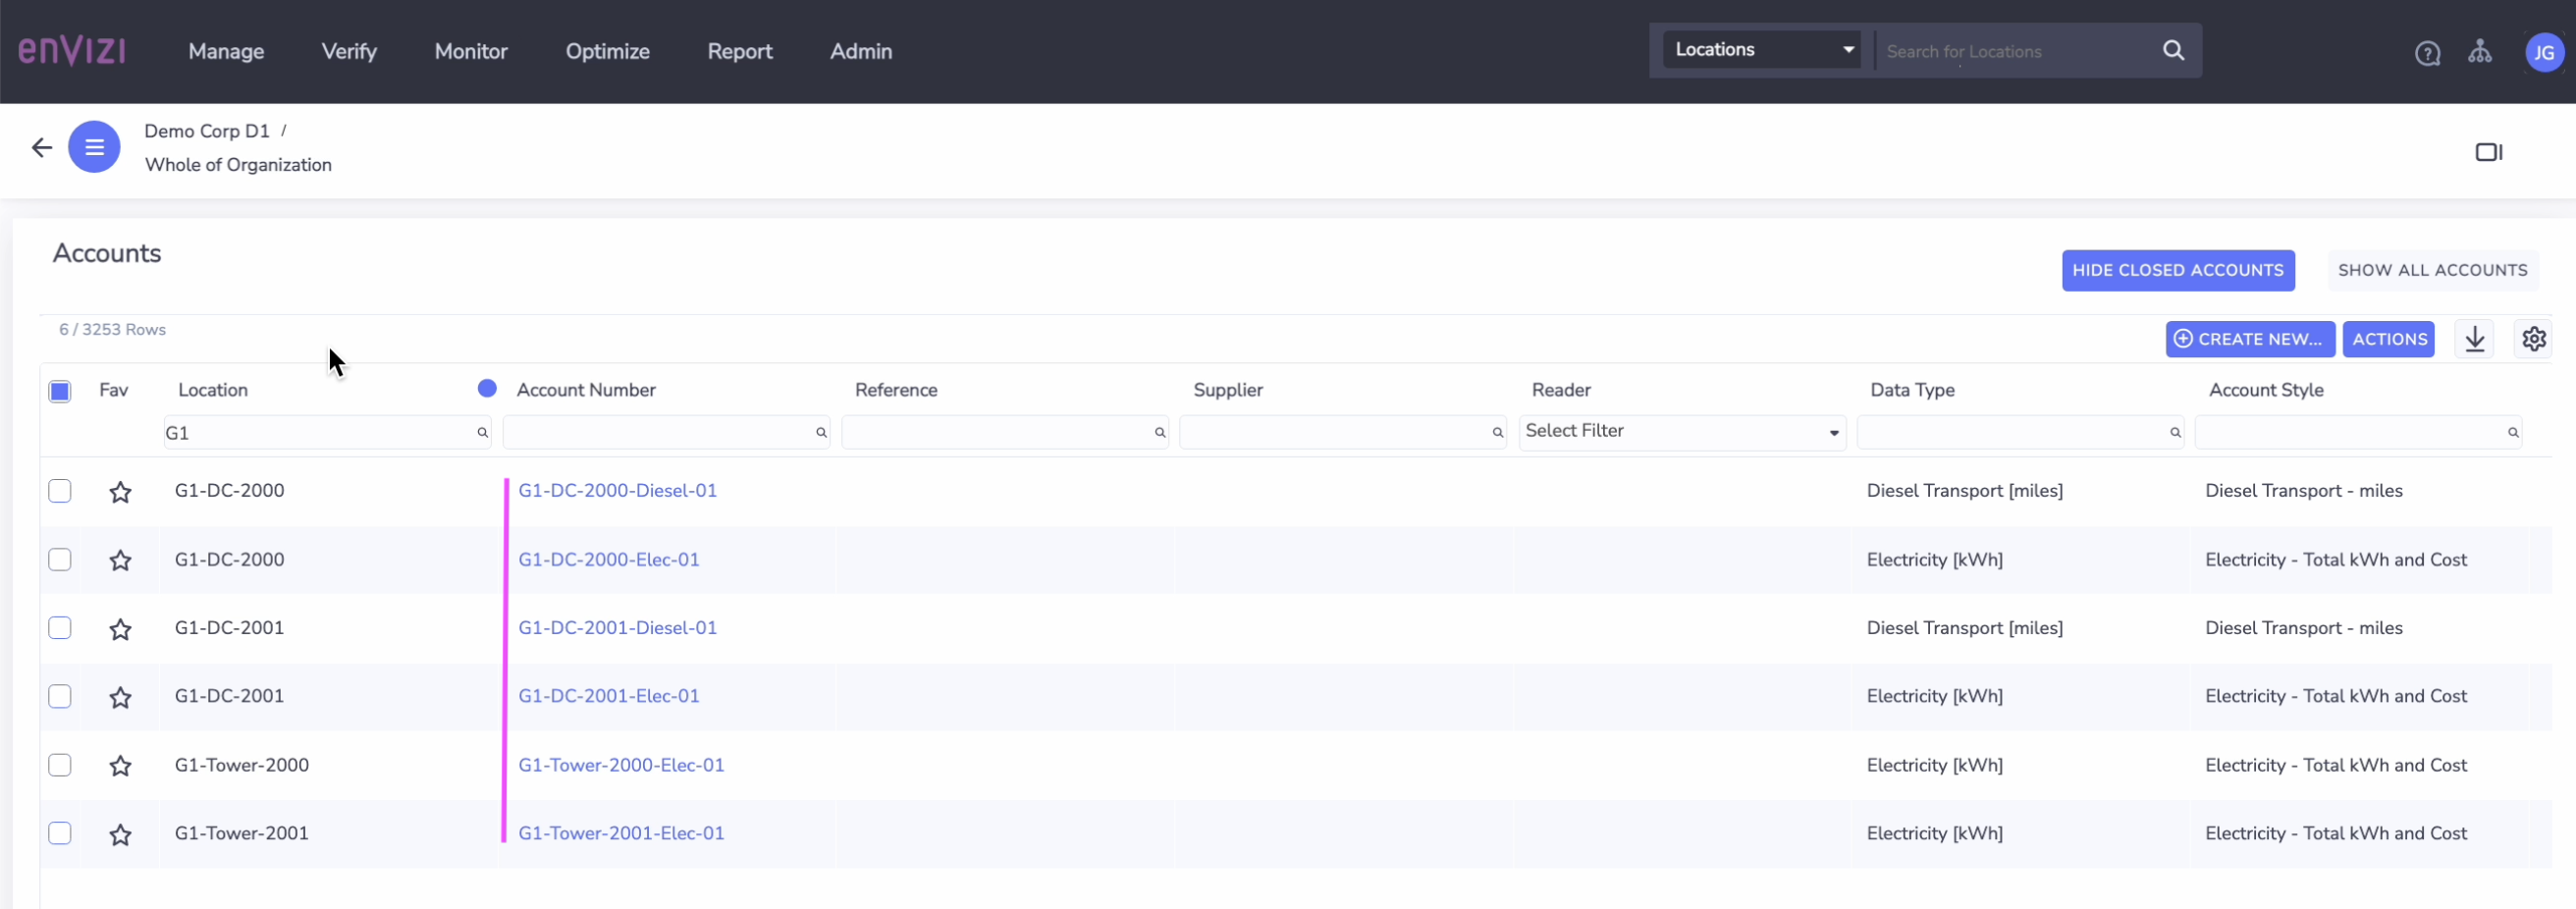 enVIZI Manage Verify Monitor Optimize Report Admin Locations Search for Locations JG
Demo Corp D1 /
Whole of Organization
Accounts
HIDE CLOSED ACCOUNTS SHOW ALL ACCOUNTS
6 / 3253 Rows
CREATE NEW... ACTIONS
Fav Location Account Number Reference Supplier Reader Data Type Account Style
G1 Select Filter
G1-DC-2000 G1-DC-2000-Diesel-01 Diesel Transport [miles] Diesel Transport - miles
G1-DC-2000 G1-DC-2000-Elec-01 Electricity [kWh] Electricity - Total kWh and Cost
G1-DC-2001 G1-DC-2001-Diesel-01 Diesel Transport [miles] Diesel Transport - miles
G1-DC-2001 G1-DC-2001-Elec-01 Electricity [kWh] Electricity - Total kWh and Cost
G1-Tower-2000 G1-Tower-2000-Elec-01 Electricity [kWh] Electricity - Total kWh and Cost
G1-Tower-2001 G1-Tower-2001-Elec-01 Electricity [kWh] Electricity - Total kWh and Cost